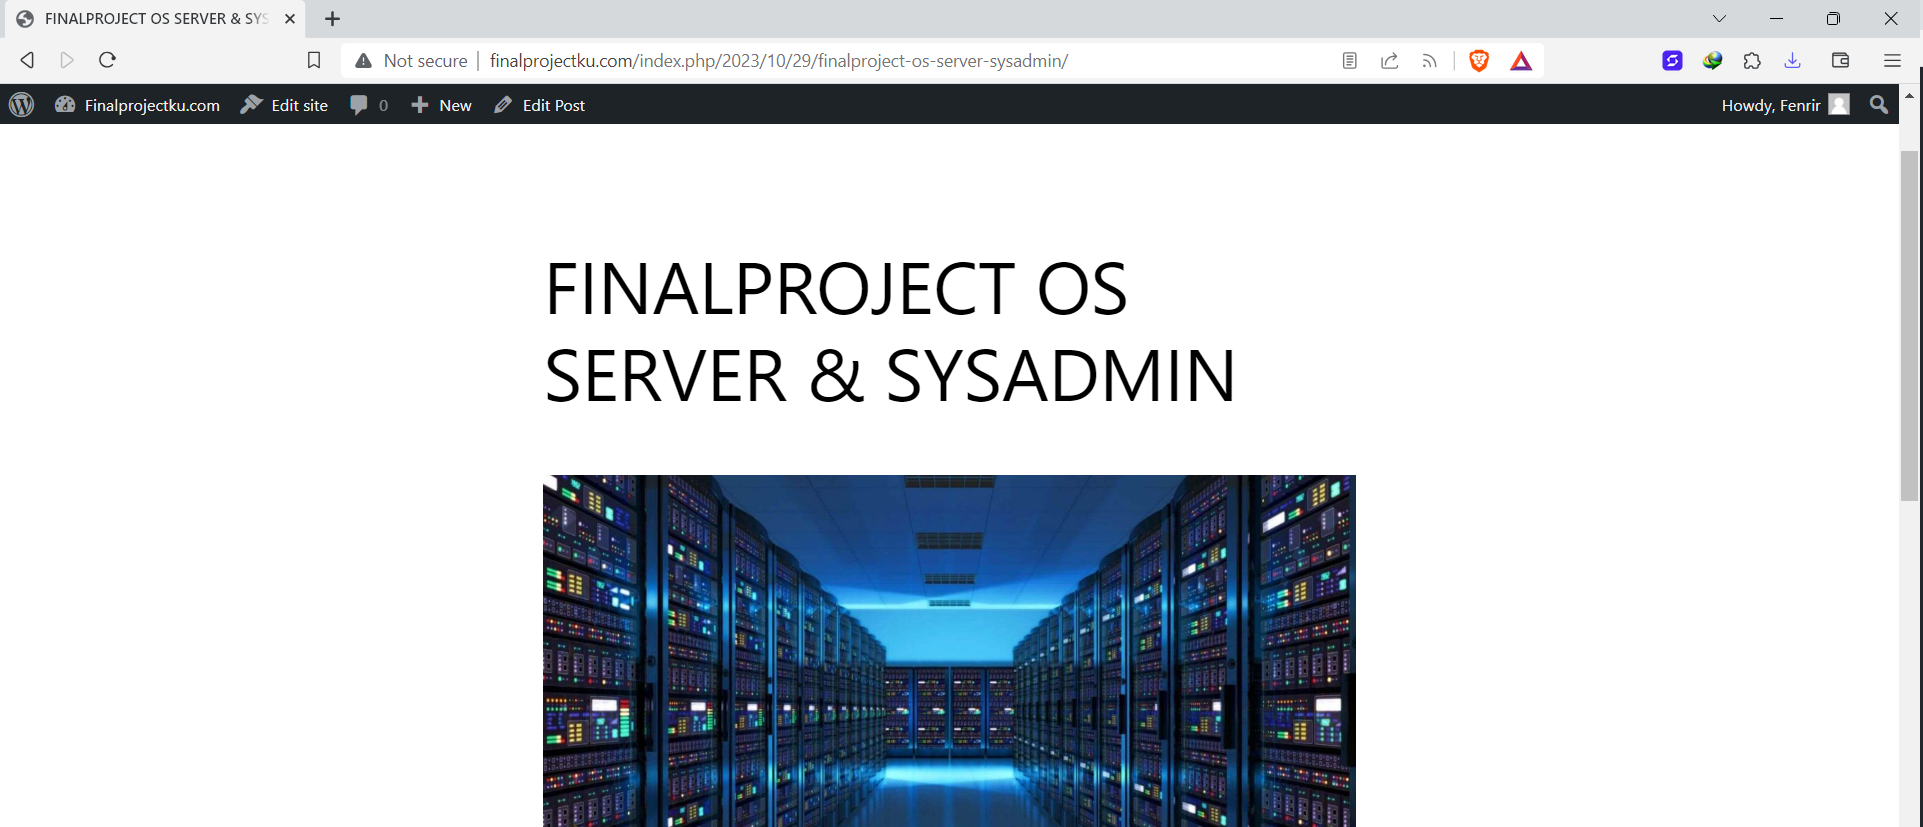 FINALPROJECT OS SERVER & SYS
Not secure
finalprojectku.com/index.php/2023/10/29/finalproject-os-server-sysadmin/
Finalprojectku.com Edit site 0 New Edit Post Howdy, Fenrir
FINALPROJECT OS
SERVER & SYSADMIN